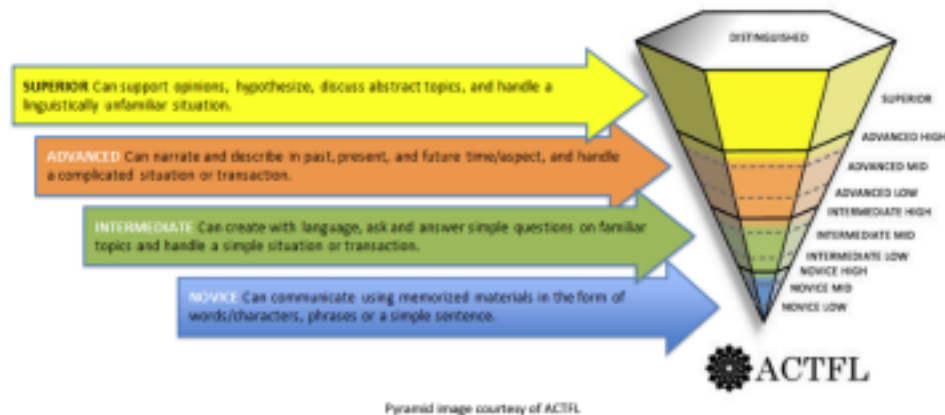 DISTINGUISHED
SUPERIOR Can support opinions, hypothesize, discuss abstract topics, and handle a
linguistically unfamiliar situation.
SUPERIOR
ADVANCED HIGH
ADVANCED Can narrate and describe in past, present, and future time/aspect, and handle
a complicated situation or transaction.
ADVANCED MID
ADVANCED LOW
INTERMEDIATE HIGH
INTERMEDIATE Can create with language, ask and answer simple questions on familiar
topics and handle a simple situation or transaction.
INTERMEDIATE MID
INTERMEDIATE LOW
NOVICE HIGH
NOVICE Can communicate using memorized materials in the form of
words/characters, phrases or a simple sentence.
NOVICE MID
NOVICE LOW
ACTFL
Pyramid image courtesy of ACTFL